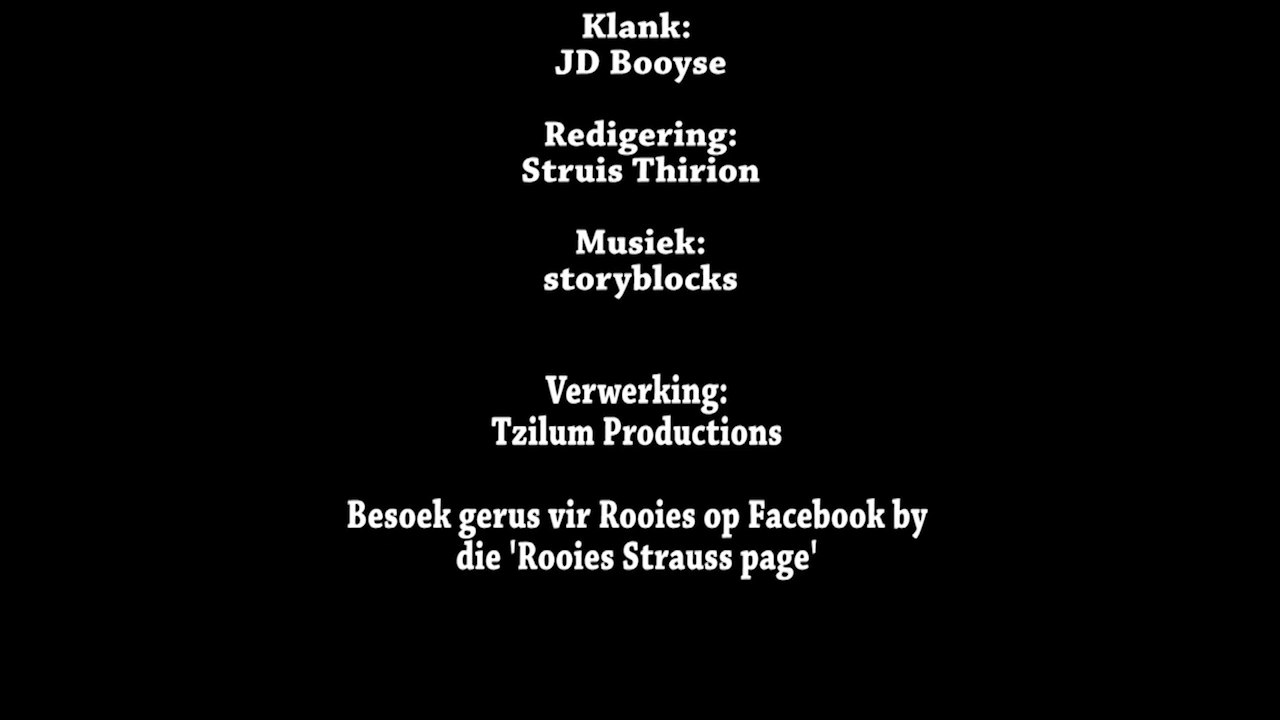 Klank:
JD Booyse
Redigering:
Struis Thirion
Musiek:
storyblocks
Verwerking:
Tzilum Productions
Besoek gerus vir Rooies op Facebook by
die 'Rooies Strauss page'